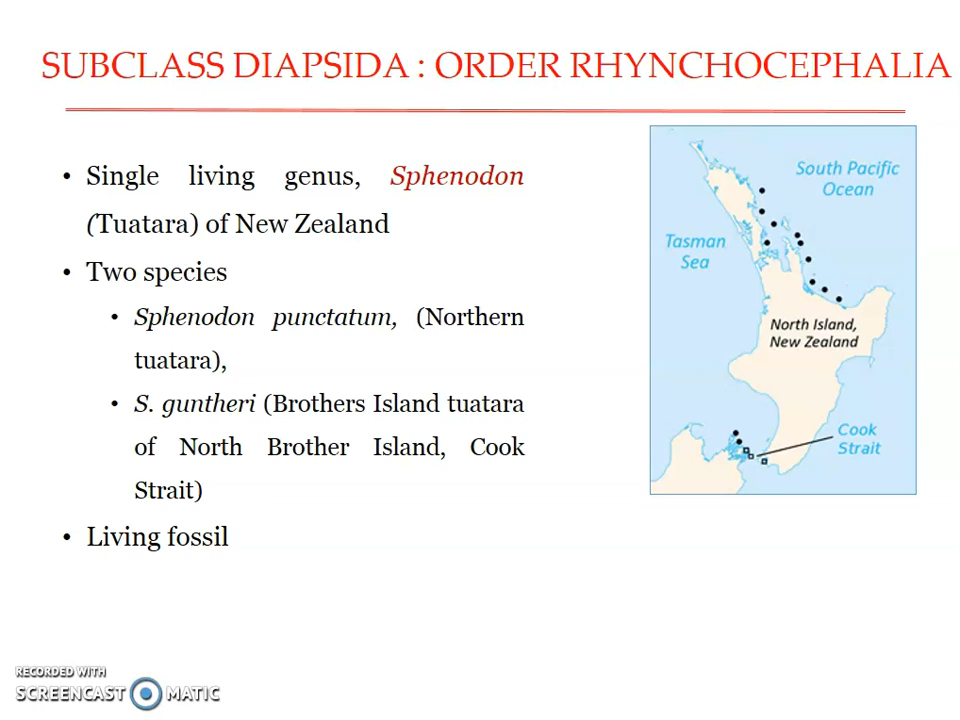 SUBCLASS DIAPSIDA : ORDER RHYNCHOCEPHALIA
• Single living genus, Sphenodon
(Tuatara) of New Zealand
• Two species
• Sphenodon punctatum, (Northern
tuatara),
• S. guntheri (Brothers Island tuatara
of North Brother Island, Cook
Strait)
• Living fossil
South Pacific
Ocean
Tasman
Sea
North Island,
New Zealand
Cook
Strait
RECORDED WITH
SCREENCAST MATIC